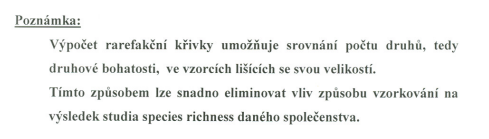 Poznámka:
Výpočet rarefakční křivky umožňuje srovnání počtu druhů, tedy
druhové bohatosti, ve vzorcích lišících se svou velikostí.
Tímto způsobem lze snadno eliminovat vliv způsobu vzorkování na
výsledek studia species richness daného společenstva.